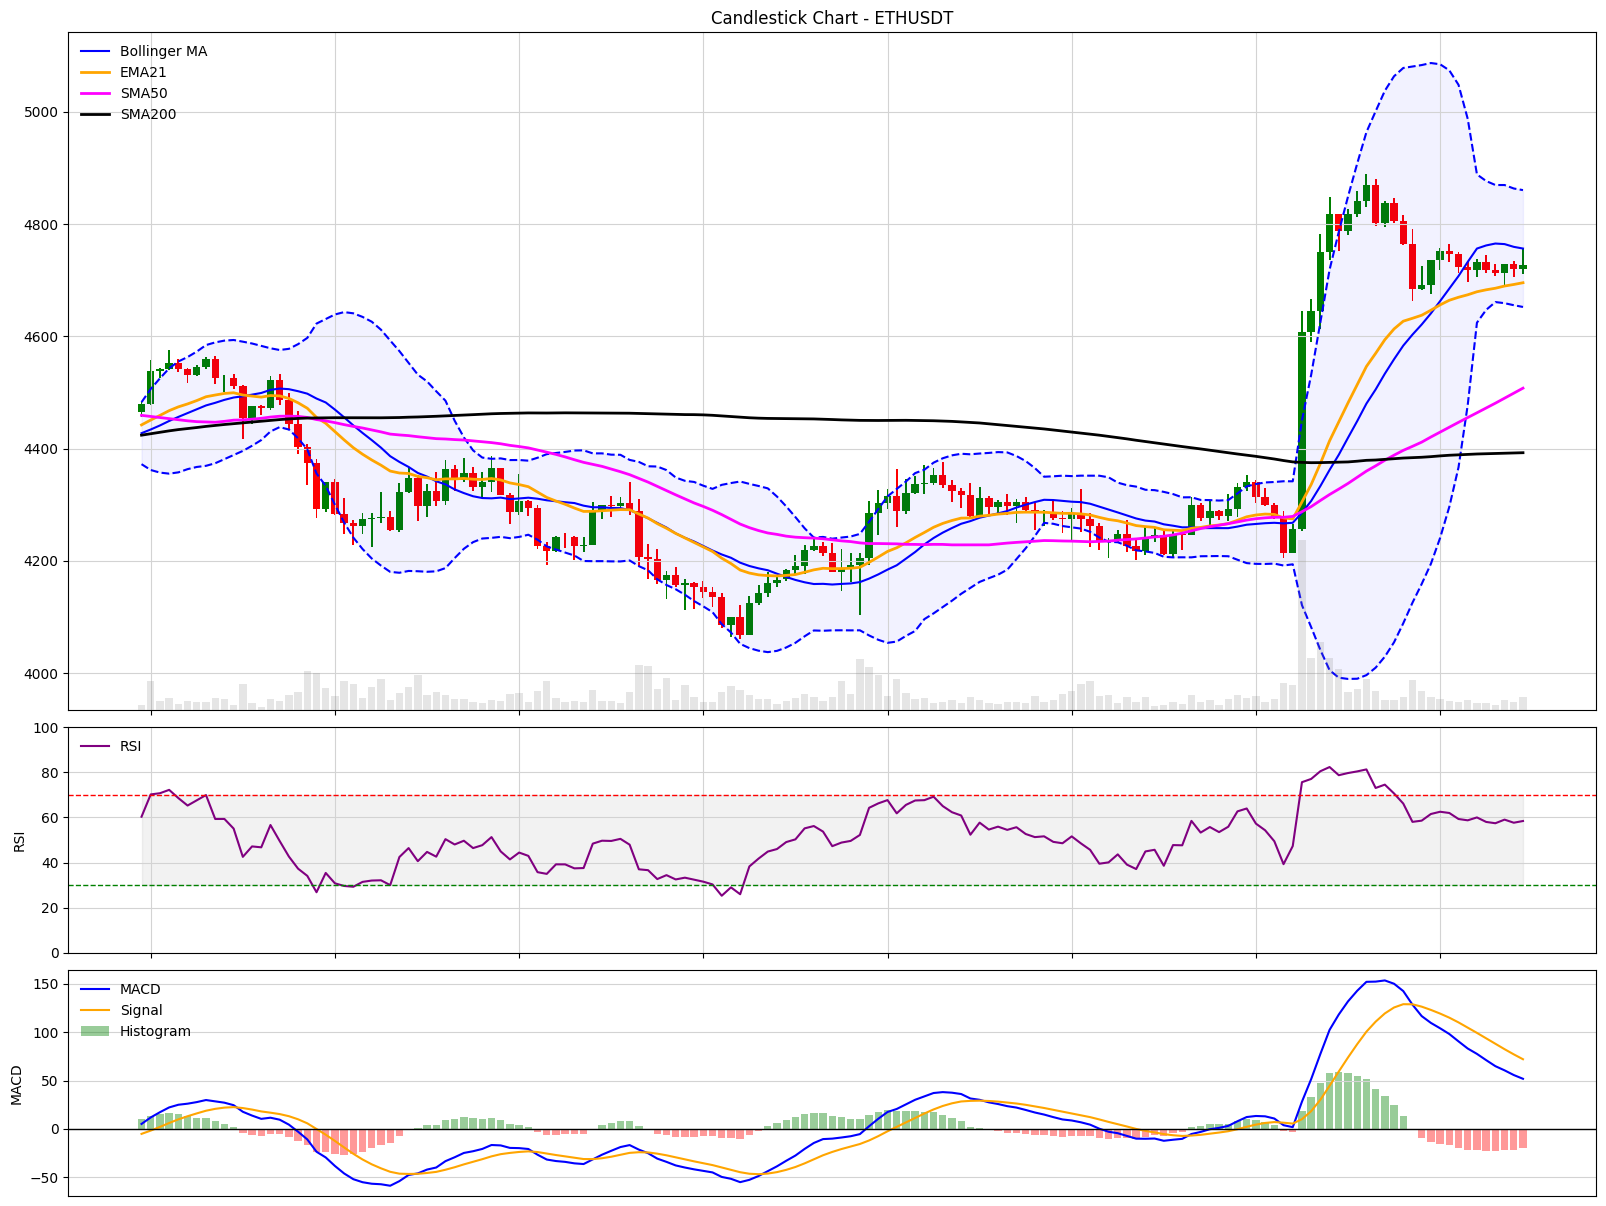 Candlestick Chart - ETHUSDT
Bollinger MA
EMA21
SMA50
SMA200
5000
4800
4600
4400
4200
4000
100
80
60
40
20
0
RSI
RSI
150
100
50
0
−50
MACD
MACD
Signal
Histogram